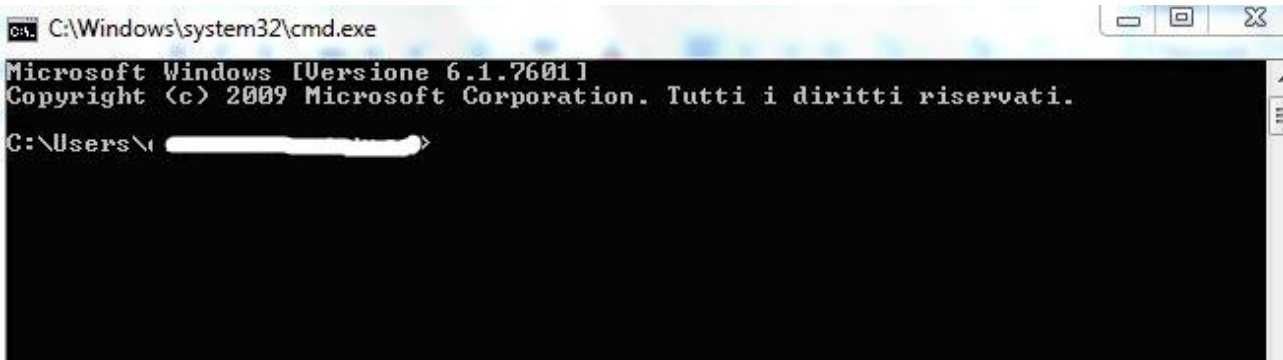 C:\Windows\system32\cmd.exe
Microsoft Windows [Versione 6.1.7601]
Copyright (c) 2009 Microsoft Corporation. Tutti i diritti riservati.
C:\Users\ >